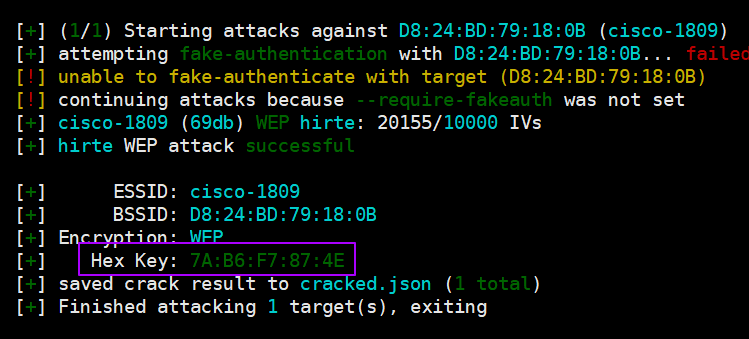 [+] (1/1) Starting attacks against D8:24:BD:79:18:0B (cisco-1809)
[+] attempting fake-authentication with D8:24:BD:79:18:0B... failed
[!] unable to fake-authenticate with target (D8:24:BD:79:18:0B)
[!] continuing attacks because --require-fakeauth was not set
[+] cisco-1809 (69db) WEP hirte: 20155/10000 IVs
[+] hirte WEP attack successful
[+] ESSID: cisco-1809
[+] BSSID: D8:24:BD:79:18:0B
[+] Encryption: WEP
[+] Hex Key: 7A:B6:F7:87:4E
[+] saved crack result to cracked.json (1 total)
[+] Finished attacking 1 target(s), exiting